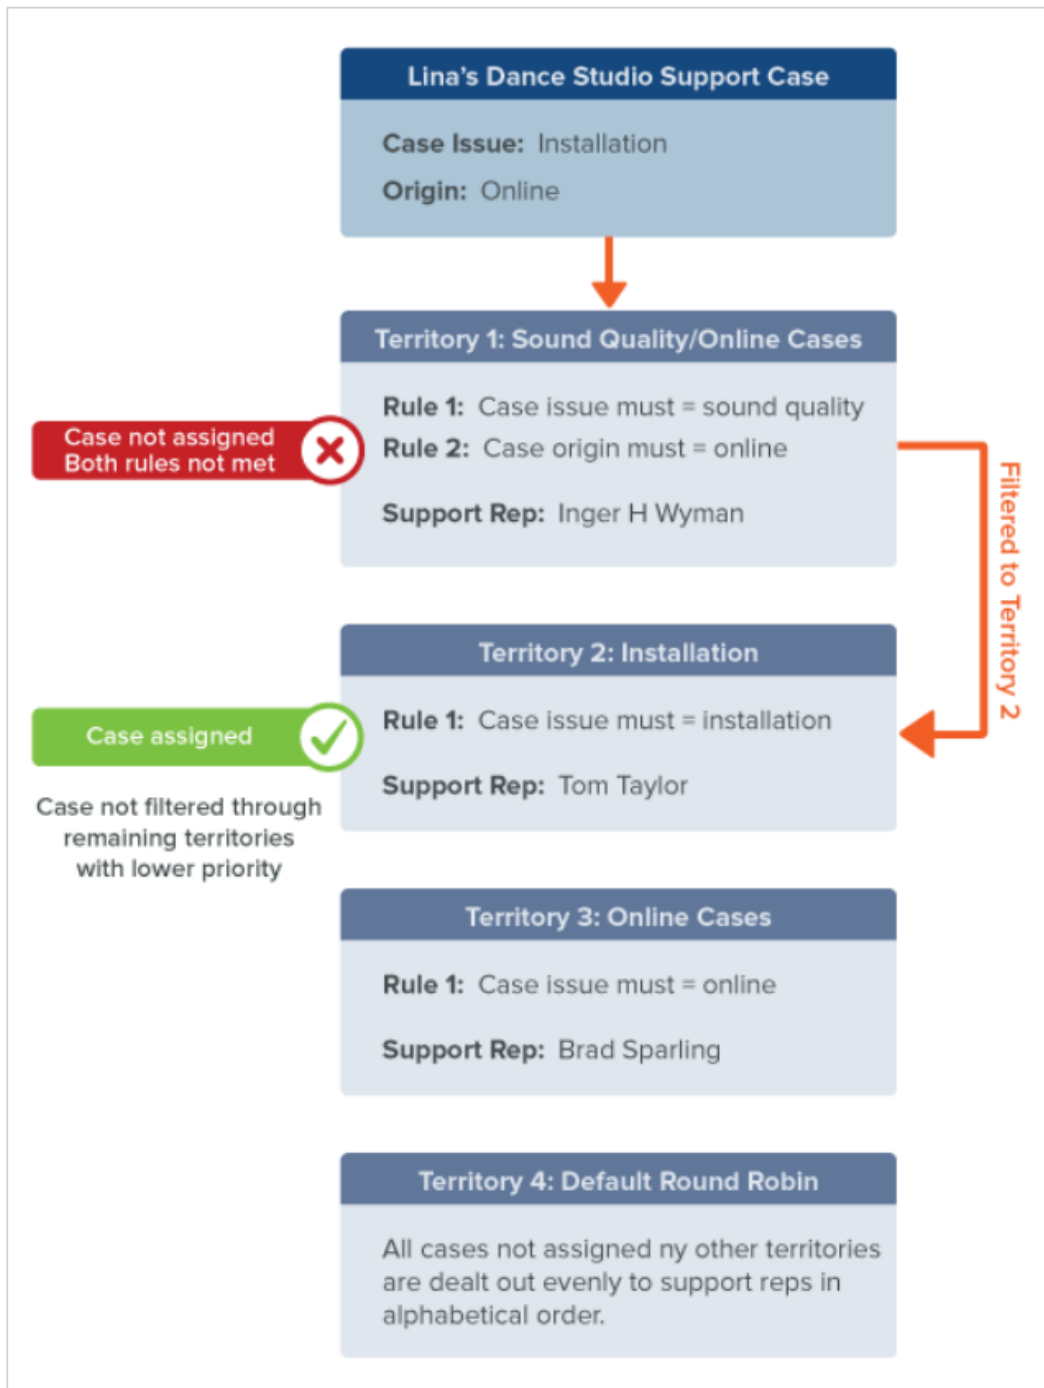 Lina's Dance Studio Support Case
Case Issue: Installation
Origin: Online
Territory 1: Sound Quality/Online Cases
Rule 1: Case issue must = sound quality
Rule 2: Case origin must = online
Support Rep: Inger H Wyman
Case not assigned
Both rules not met
Filtered to Territory 2
Territory 2: Installation
Rule 1: Case issue must = installation
Support Rep: Tom Taylor
Case assigned
Case not filtered through
remaining territories
with lower priority
Territory 3: Online Cases
Rule 1: Case issue must = online
Support Rep: Brad Sparling
Territory 4: Default Round Robin
All cases not assigned ny other territories
are dealt out evenly to support reps in
alphabetical order.